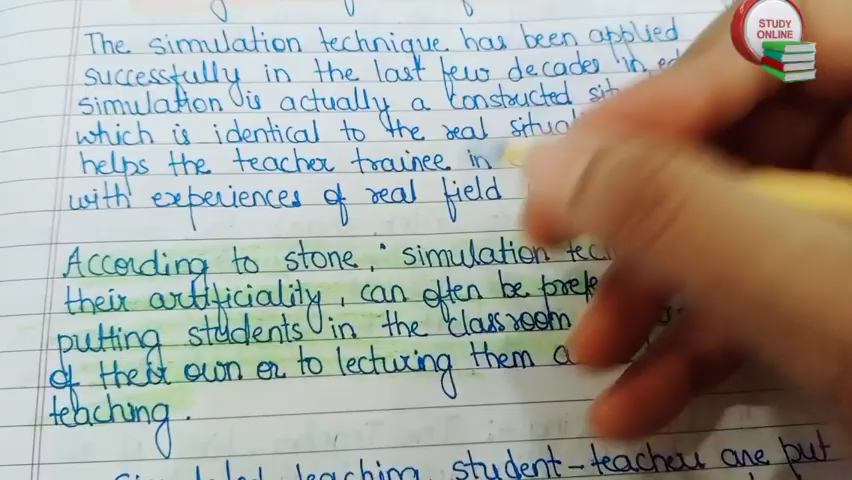 The simulation technique has been applied
successfully in the last few decades in
simulation is actually a constructed
which is identical to the real
helps the teacher trainee in
with experiences of real field
According to stone, simulation
their artificiality, can often be
putting students in the classroom
of their own or to lecturing them
teaching.
teaching, student-teacher are put
STUDY
ONLINE